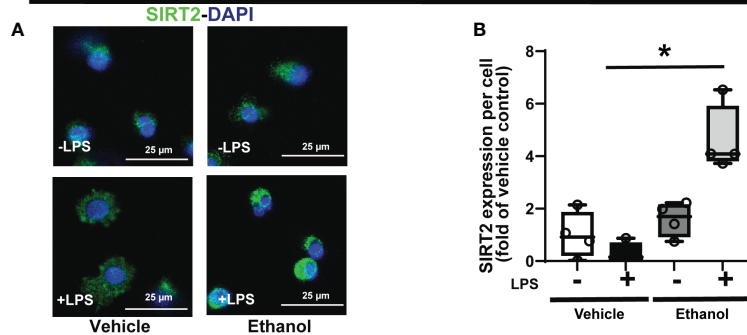 SIRT2-DAPI
A
-LPS
25 µm
-LPS
25 µm
+LPS
25 µm
+LPS
25 µm
Vehicle
Ethanol
B
SIRT2 expression per cell
(fold of vehicle control)
8
6
4
2
0
*
LPS - + - +
Vehicle
Ethanol